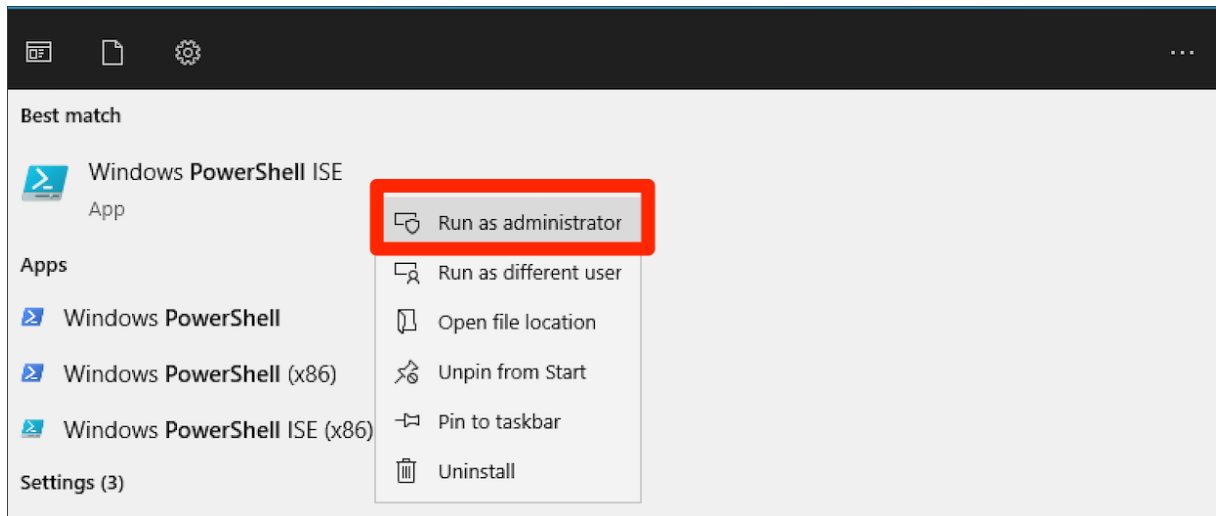 Best match
Windows PowerShell ISE
App
Run as administrator
Apps
Run as different user
Windows PowerShell
Open file location
Windows PowerShell (x86)
Unpin from Start
Windows PowerShell ISE (x86)
Pin to taskbar
Settings (3)
Uninstall